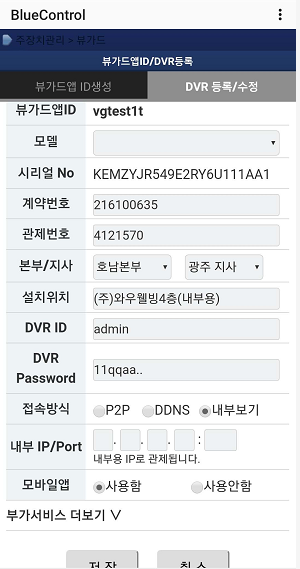 BlueControl
주장치관리 > 뷰가드
뷰가드앱ID/DVR등록
뷰가드앱 ID생성 DVR 등록/수정
뷰가드앱ID vgtest1t
모델
시리얼 No KEMZYJR549E2RY6U111AA1
계약번호 216100635
관제번호 4121570
본부/지사 호남본부 광주 지사
설치위치 (주)와우웰빙4층(내부용)
DVR ID admin
DVR
Password 11qqaa..
접속방식 P2P DDNS 내부보기
내부 IP/Port . . . :
내부용 IP로 관제됩니다.
모바일앱 사용함 사용안함
부가서비스 더보기 ∨
저 장 취 소